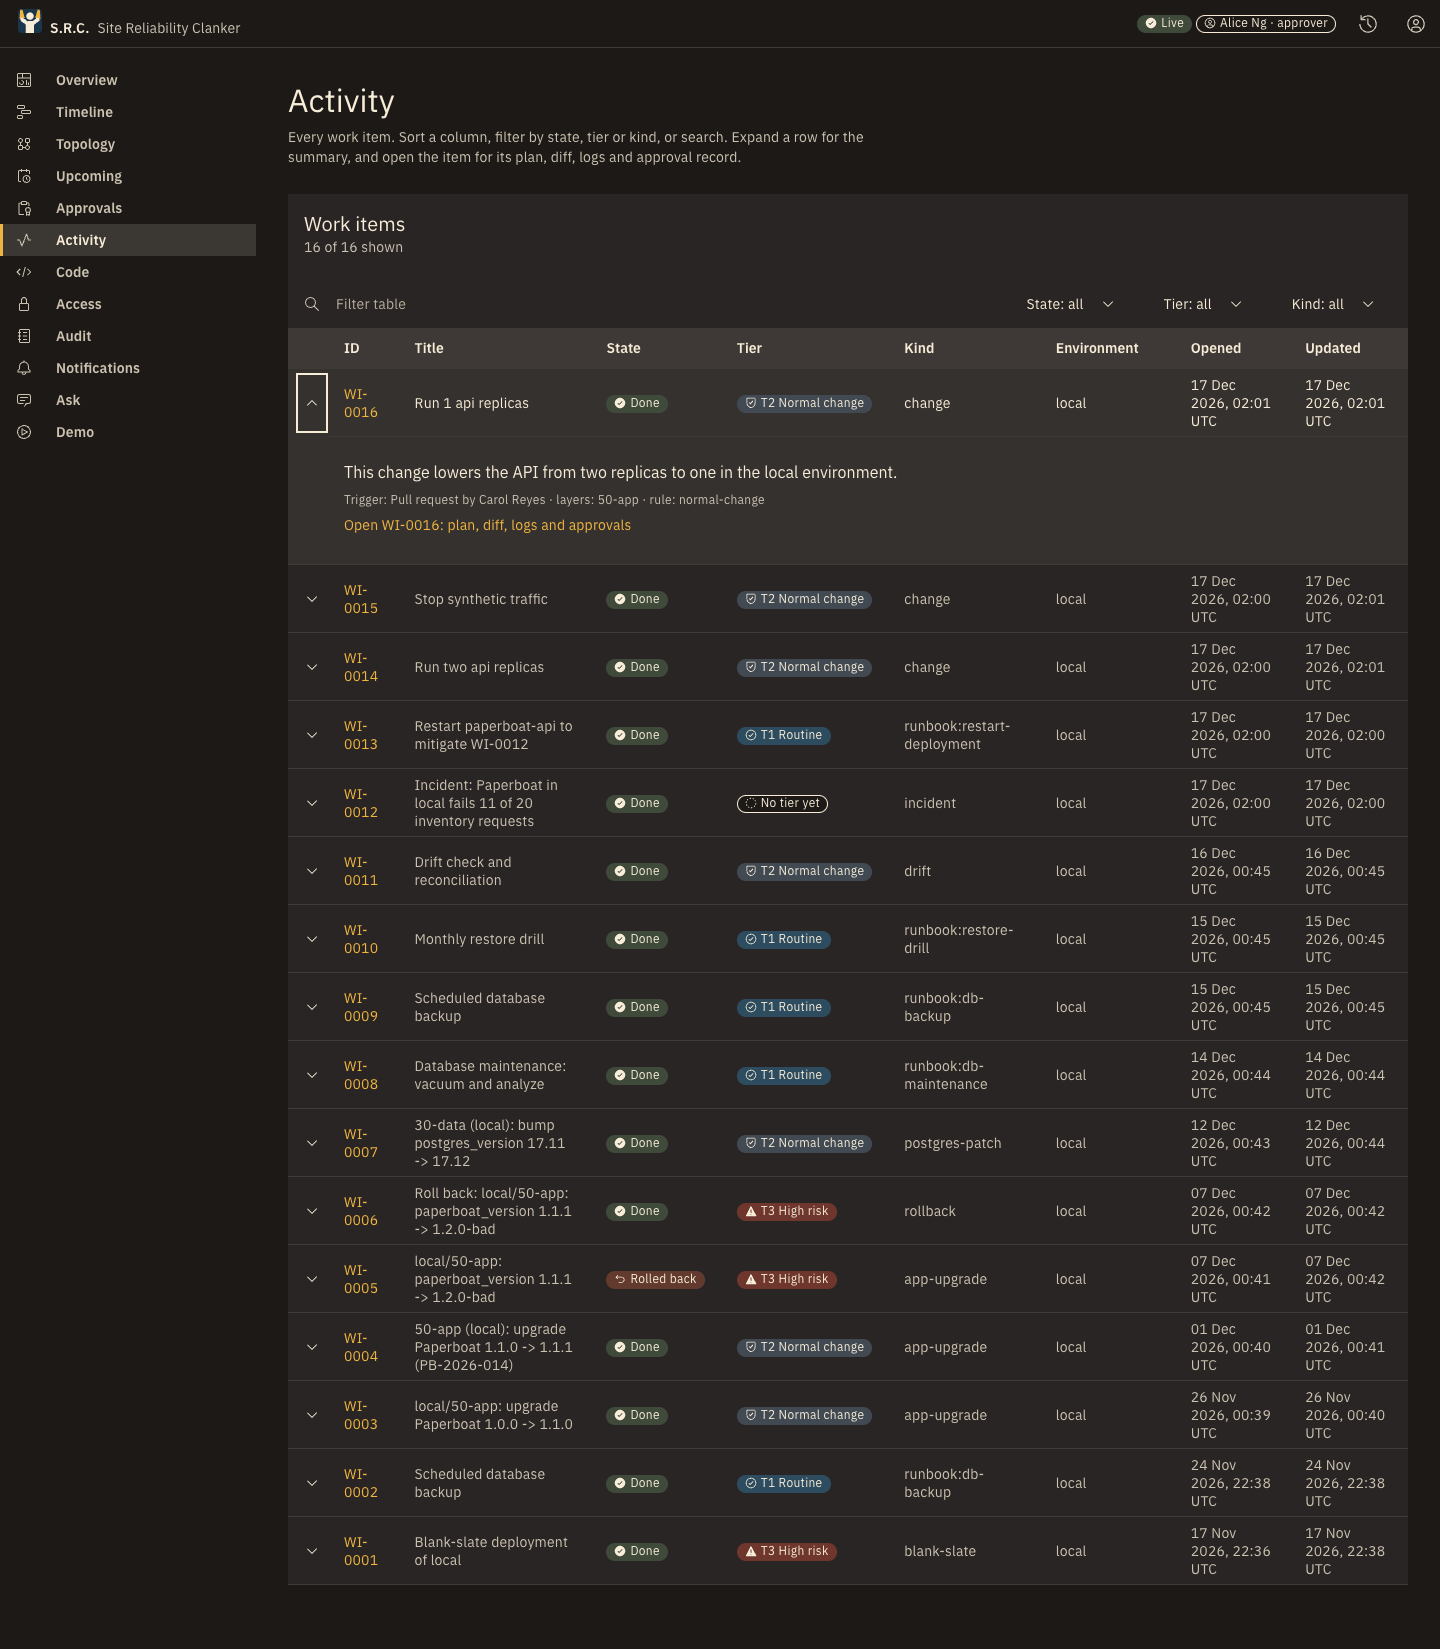 S.R.C. Site Reliability Clanker
Live
Alice Ng · approver
Overview
Timeline
Topology
Upcoming
Approvals
Activity
Code
Access
Audit
Notifications
Ask
Demo
Activity
Every work item. Sort a column, filter by state, tier or kind, or search. Expand a row for the
summary, and open the item for its plan, diff, logs and approval record.
Work items
16 of 16 shown
Filter table
State: all
Tier: all
Kind: all
ID Title State Tier Kind Environment Opened Updated
WI-0016 Run 1 api replicas Done T2 Normal change change local 17 Dec 2026, 02:01 UTC 17 Dec 2026, 02:01 UTC
This change lowers the API from two replicas to one in the local environment.
Trigger: Pull request by Carol Reyes · layers: 50-app · rule: normal-change
Open WI-0016: plan, diff, logs and approvals
WI-0015 Stop synthetic traffic Done T2 Normal change change local 17 Dec 2026, 02:00 UTC 17 Dec 2026, 02:01 UTC
WI-0014 Run two api replicas Done T2 Normal change change local 17 Dec 2026, 02:00 UTC 17 Dec 2026, 02:01 UTC
WI-0013 Restart paperboat-api to mitigate WI-0012 Done T1 Routine runbook:restart-deployment local 17 Dec 2026, 02:00 UTC 17 Dec 2026, 02:00 UTC
WI-0012 Incident: Paperboat in local fails 11 of 20 inventory requests Done No tier yet incident local 17 Dec 2026, 02:00 UTC 17 Dec 2026, 02:00 UTC
WI-0011 Drift check and reconciliation Done T2 Normal change drift local 16 Dec 2026, 00:45 UTC 16 Dec 2026, 00:45 UTC
WI-0010 Monthly restore drill Done T1 Routine runbook:restore-drill local 15 Dec 2026, 00:45 UTC 15 Dec 2026, 00:45 UTC
WI-0009 Scheduled database backup Done T1 Routine runbook:db-backup local 15 Dec 2026, 00:45 UTC 15 Dec 2026, 00:45 UTC
WI-0008 Database maintenance: vacuum and analyze Done T1 Routine runbook:db-maintenance local 14 Dec 2026, 00:44 UTC 14 Dec 2026, 00:44 UTC
WI-0007 30-data (local): bump postgres_version 17.11 -> 17.12 Done T2 Normal change postgres-patch local 12 Dec 2026, 00:43 UTC 12 Dec 2026, 00:44 UTC
WI-0006 Roll back: local/50-app: paperboat_version 1.1.1 -> 1.2.0-bad Done T3 High risk rollback local 07 Dec 2026, 00:42 UTC 07 Dec 2026, 00:42 UTC
WI-0005 local/50-app: paperboat_version 1.1.1 -> 1.2.0-bad Rolled back T3 High risk app-upgrade local 07 Dec 2026, 00:41 UTC 07 Dec 2026, 00:42 UTC
WI-0004 50-app (local): upgrade Paperboat 1.1.0 -> 1.1.1 (PB-2026-014) Done T2 Normal change app-upgrade local 01 Dec 2026, 00:40 UTC 01 Dec 2026, 00:41 UTC
WI-0003 local/50-app: upgrade Paperboat 1.0.0 -> 1.1.0 Done T2 Normal change app-upgrade local 26 Nov 2026, 00:39 UTC 26 Nov 2026, 00:40 UTC
WI-0002 Scheduled database backup Done T1 Routine runbook:db-backup local 24 Nov 2026, 22:38 UTC 24 Nov 2026, 22:38 UTC
WI-0001 Blank-slate deployment of local Done T3 High risk blank-slate local 17 Nov 2026, 22:36 UTC 17 Nov 2026, 22:38 UTC